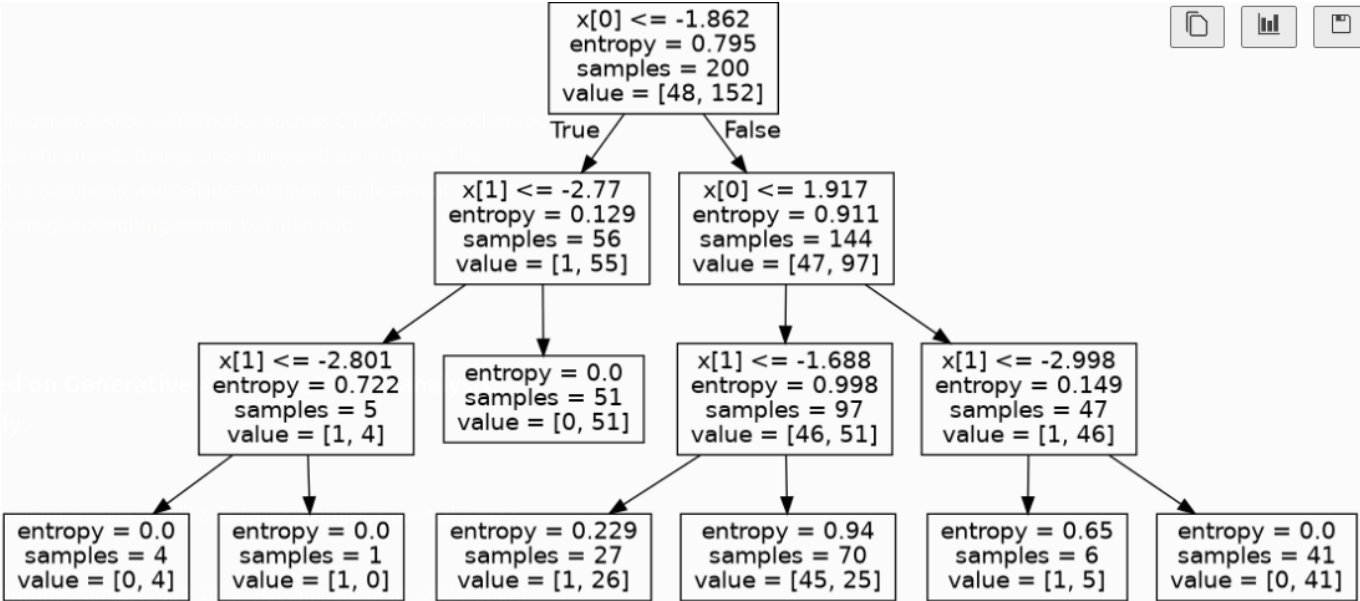 x[0] <= -1.862
entropy = 0.795
samples = 200
value = [48, 152]
True
False
x[1] <= -2.77
entropy = 0.129
samples = 56
value = [1, 55]
x[0] <= 1.917
entropy = 0.911
samples = 144
value = [47, 97]
x[1] <= -2.801
entropy = 0.722
samples = 5
value = [1, 4]
entropy = 0.0
samples = 51
value = [0, 51]
x[1] <= -1.688
entropy = 0.998
samples = 97
value = [46, 51]
x[1] <= -2.998
entropy = 0.149
samples = 47
value = [1, 46]
entropy = 0.0
samples = 4
value = [0, 4]
entropy = 0.0
samples = 1
value = [1, 0]
entropy = 0.229
samples = 27
value = [1, 26]
entropy = 0.94
samples = 70
value = [45, 25]
entropy = 0.65
samples = 6
value = [1, 5]
entropy = 0.0
samples = 41
value = [0, 41]